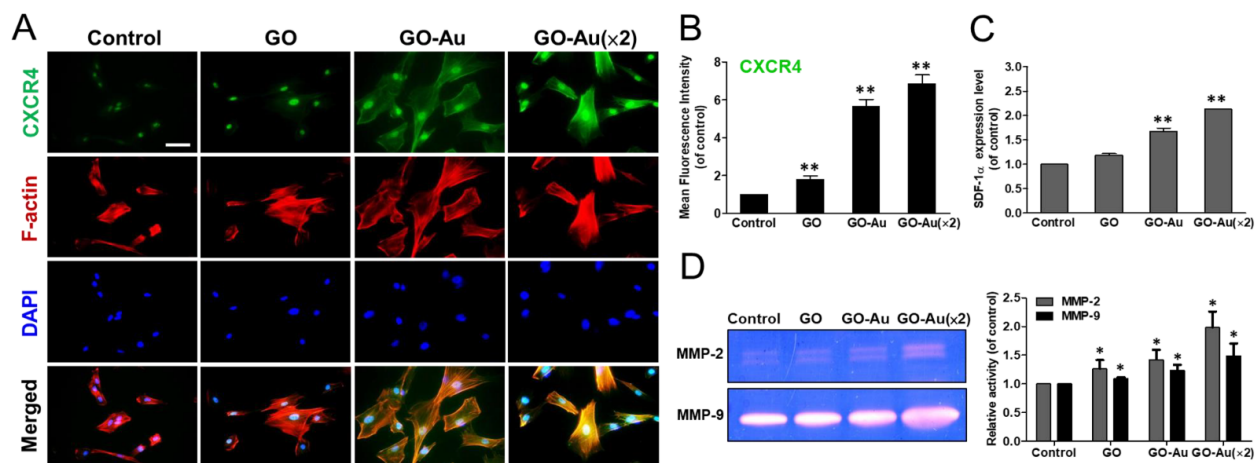 A
Control
GO
GO-Au
GO-Au(×2)
CXCR4
F-actin
DAPI
Merged
B
CXCR4
Mean Fluorescence Intensity
(of control)
8
6
4
2
0
**
**
**
Control
GO
GO-Au
GO-Au(×2)
C
SDF-1α expression level
(of control)
3.0
2.5
2.0
1.5
1.0
0.5
0.0
**
**
Control
GO
GO-Au
GO-Au(×2)
D
Control
GO
GO-Au
GO-Au(×2)
MMP-2
MMP-9
Relative activity (of control)
2.5
2.0
1.5
1.0
0.5
0.0
MMP-2
MMP-9
*
*
*
*
*
*
Control
GO
GO-Au
GO-Au(×2)